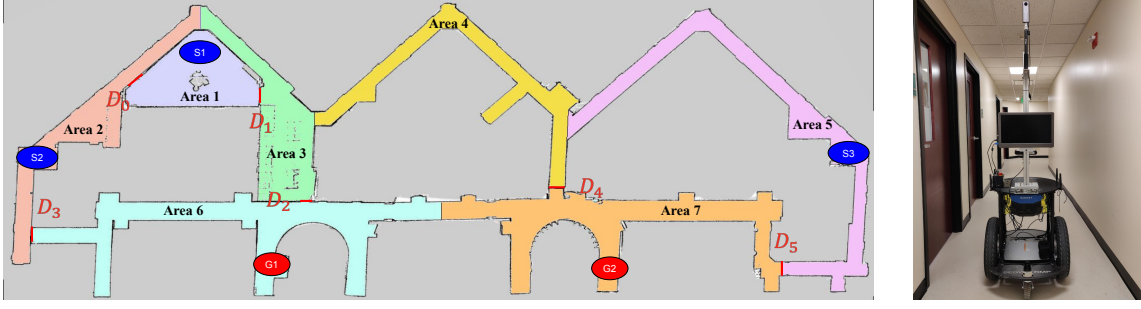 S1
Area 4
D0
Area 1
D1
Area 2
Area 5
S2
Area 3
S3
D2
D4
D3
Area 6
Area 7
D5
G1
G2